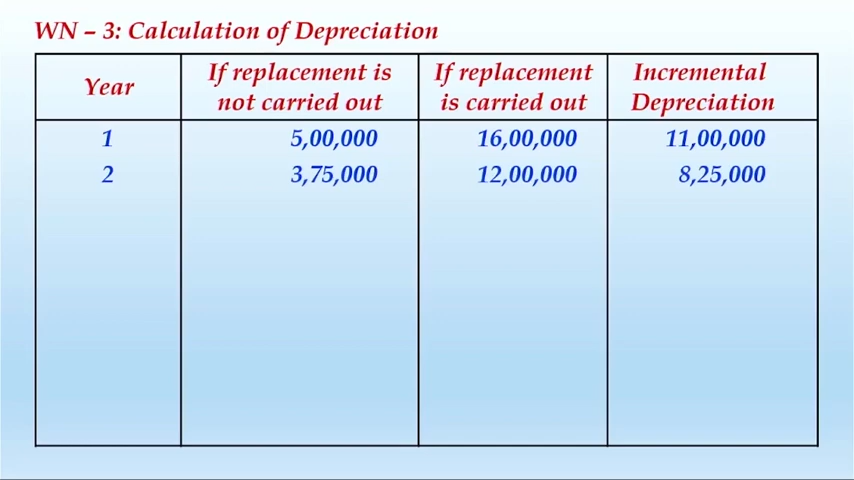 WN – 3: Calculation of Depreciation
Year
If replacement is
not carried out
If replacement
is carried out
Incremental
Depreciation
1 5,00,000 16,00,000 11,00,000
2 3,75,000 12,00,000 8,25,000